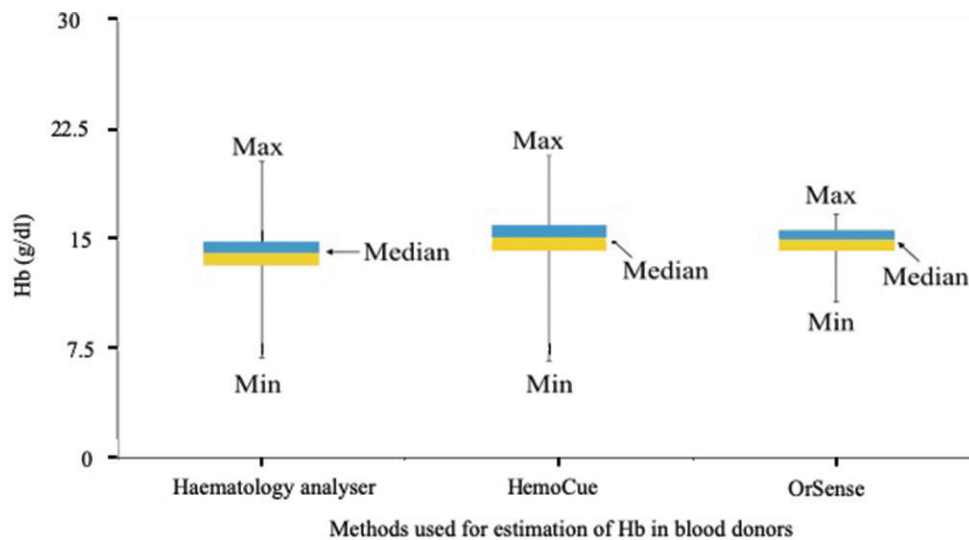 30
22.5
15
7.5
0
Hb (g/dl)
Max
Median
Min
Max
Median
Min
Max
Median
Min
Haematology analyser
HemoCue
OrSense
Methods used for estimation of Hb in blood donors